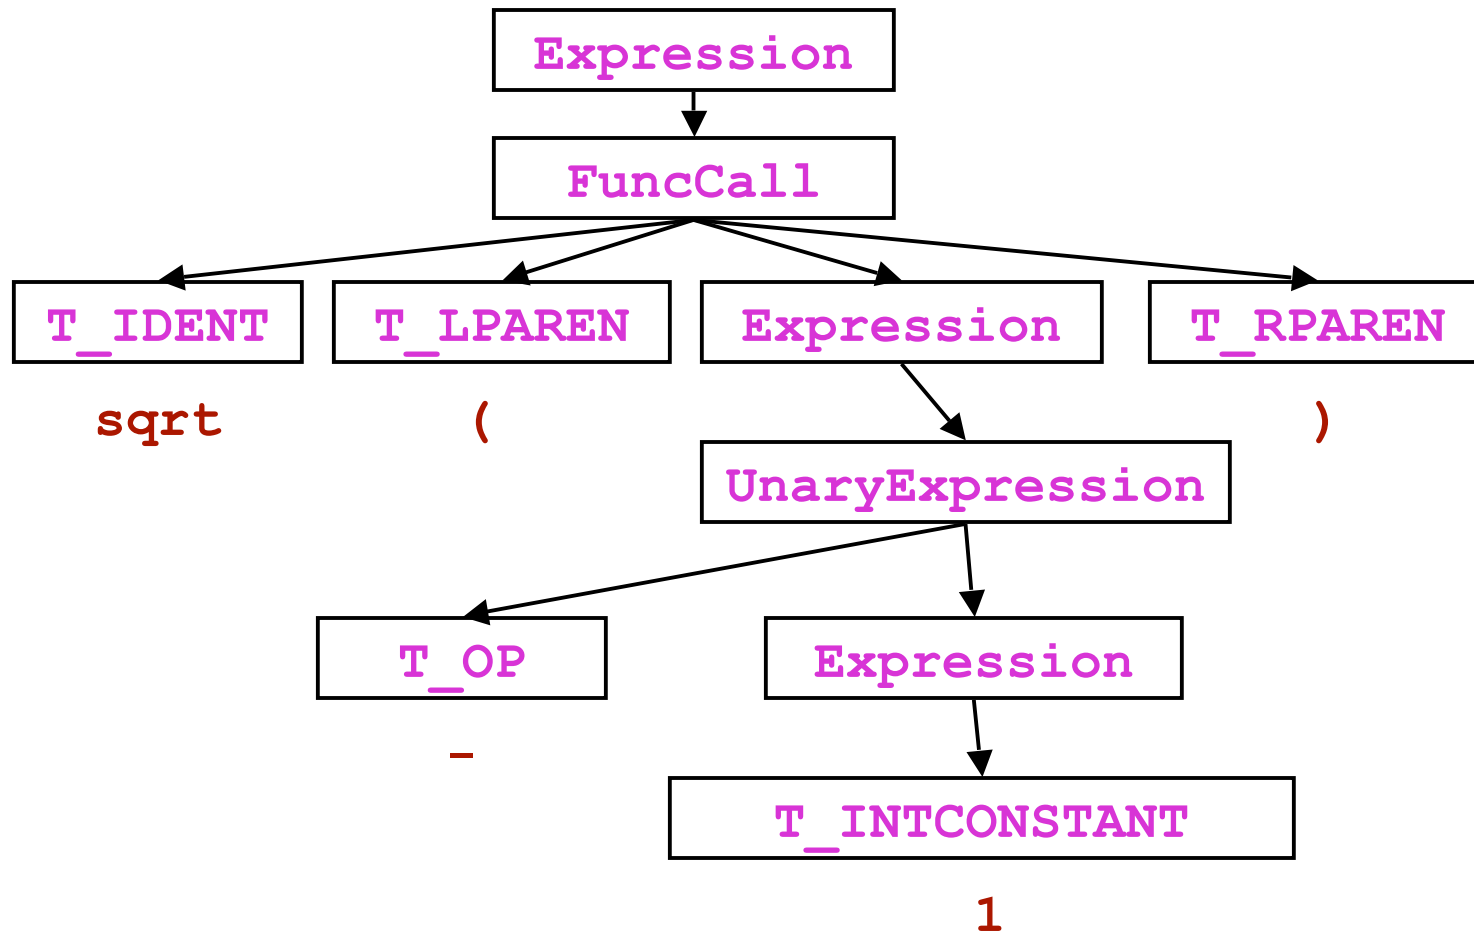 Expression
FuncCall
T_IDENT T_LPAREN Expression T_RPAREN
sqrt ( )
UnaryExpression
T_OP Expression
-
T_INTCONSTANT
1